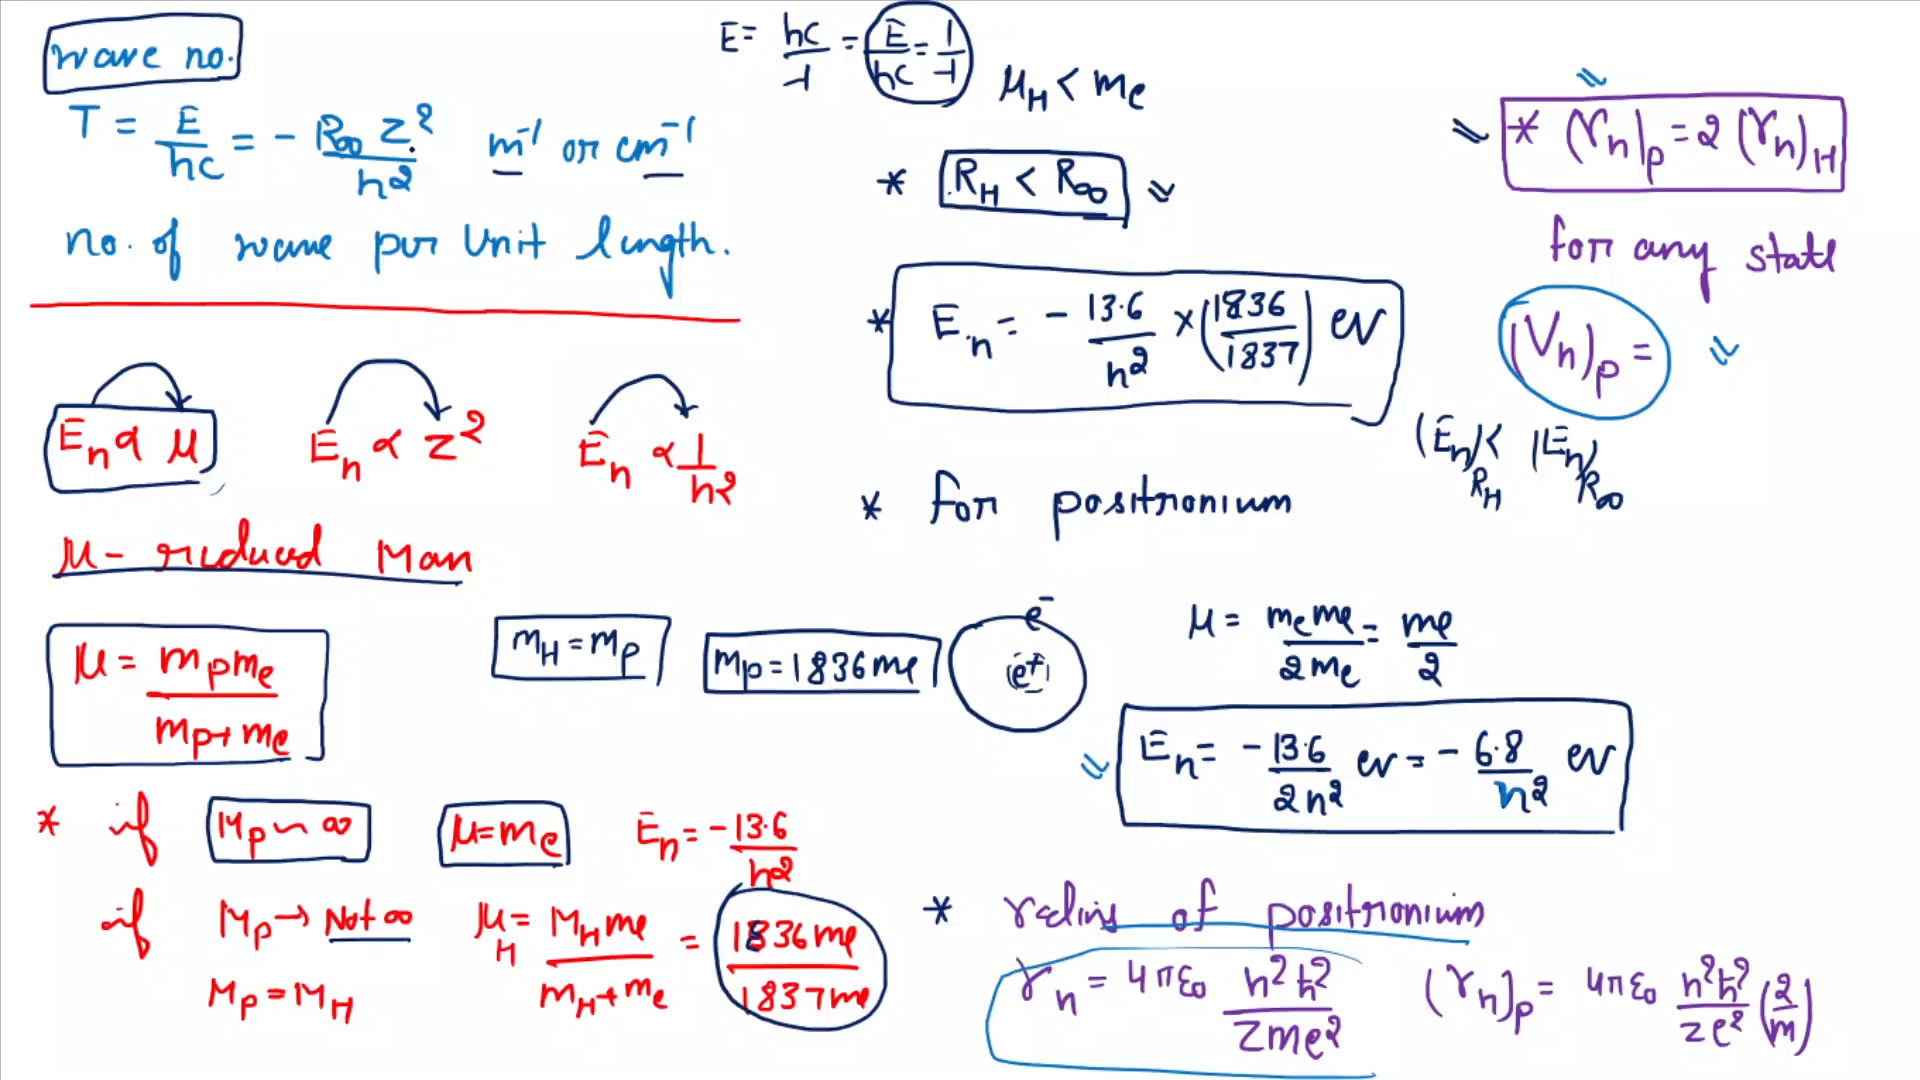 wave no.
T = E/hc = - R∞ Z²/n² m⁻¹ or cm⁻¹
no. of wave per Unit length.
En α μ
En α Z²
En α 1/n²
μ - reduced Mass
μ = mpme/mp+me
mH = mp
mp = 1836me
* if Mp ~ ∞ μ = me En = -13.6/n²
if Mp → Not ∞ μH = MHme/mH+me = 1836me/1837me
Mp = MH
E = hc/λ = E/hc = 1/λ
μH < me
* RH < R∞
* En = - 13.6/n² × (1836/1837) ev
* for positronium
e⁻
e⁺
μ = meme/2me = me/2
En = -13.6/2n² ev = - 6.8/n² ev
* radius of positronium
rn = 4πε₀ n²ħ²/Zme²
(rn)p = 4πε₀ n²ħ²/ze² (2/m)
* (rn)p = 2 (rn)H
for any state
(Vn)p =
(En)RH < |En|R∞